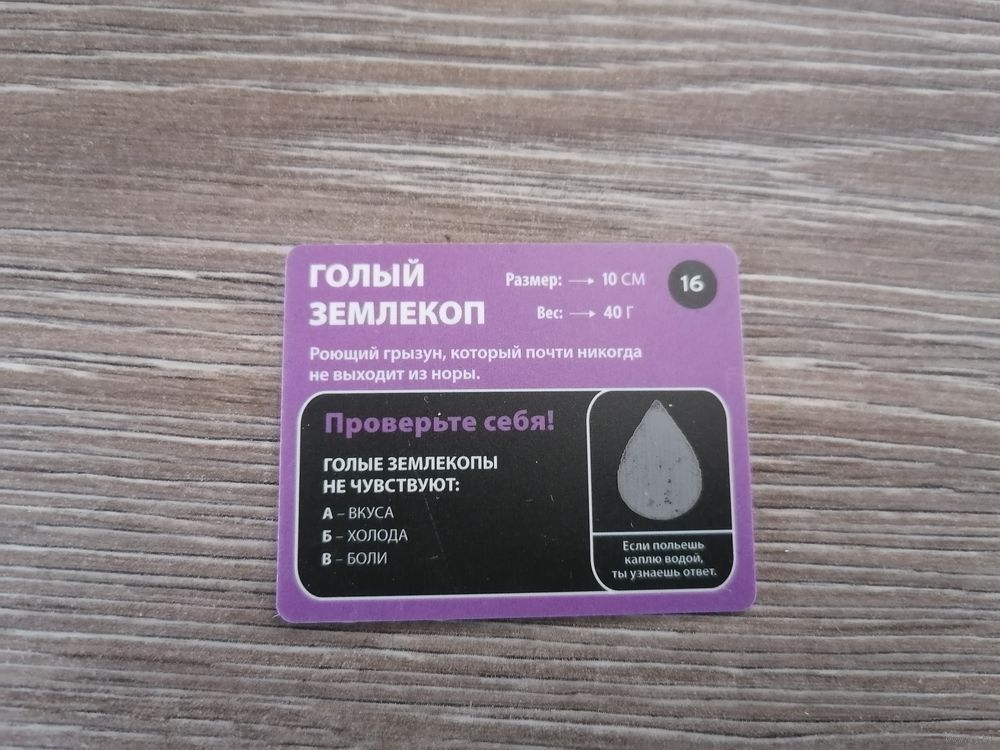 ГОЛЫЙ
ЗЕМЛЕКОП
Размер: → 10 СМ
Вес: → 40 Г
16
Роющий грызун, который почти никогда
не выходит из норы.
Проверьте себя!
ГОЛЫЕ ЗЕМЛЕКОПЫ
НЕ ЧУВСТВУЮТ:
А – ВКУСА
Б – ХОЛОДА
В – БОЛИ
Если польешь
каплю водой,
ты узнаешь ответ.